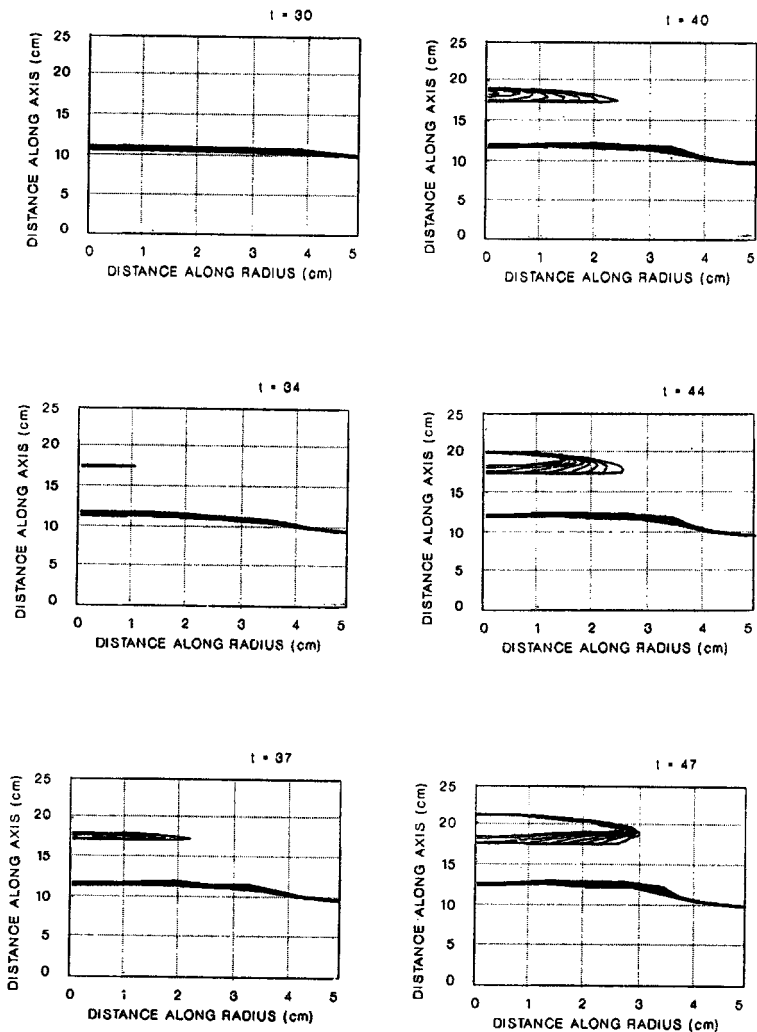 t = 30
DISTANCE ALONG AXIS (cm)
25
20
15
10
5
0
0 1 2 3 4 5
DISTANCE ALONG RADIUS (cm)
t = 40
DISTANCE ALONG AXIS (cm)
25
20
15
10
5
0
0 1 2 3 4 5
DISTANCE ALONG RADIUS (cm)
t = 34
DISTANCE ALONG AXIS (cm)
25
20
15
10
5
0
0 1 2 3 4 5
DISTANCE ALONG RADIUS (cm)
t = 44
DISTANCE ALONG AXIS (cm)
25
20
15
10
5
0
0 1 2 3 4 5
DISTANCE ALONG RADIUS (cm)
t = 37
DISTANCE ALONG AXIS (cm)
25
20
15
10
5
0
0 1 2 3 4 5
DISTANCE ALONG RADIUS (cm)
t = 47
DISTANCE ALONG AXIS (cm)
25
20
15
10
5
0
0 1 2 3 4 5
DISTANCE ALONG RADIUS (cm)